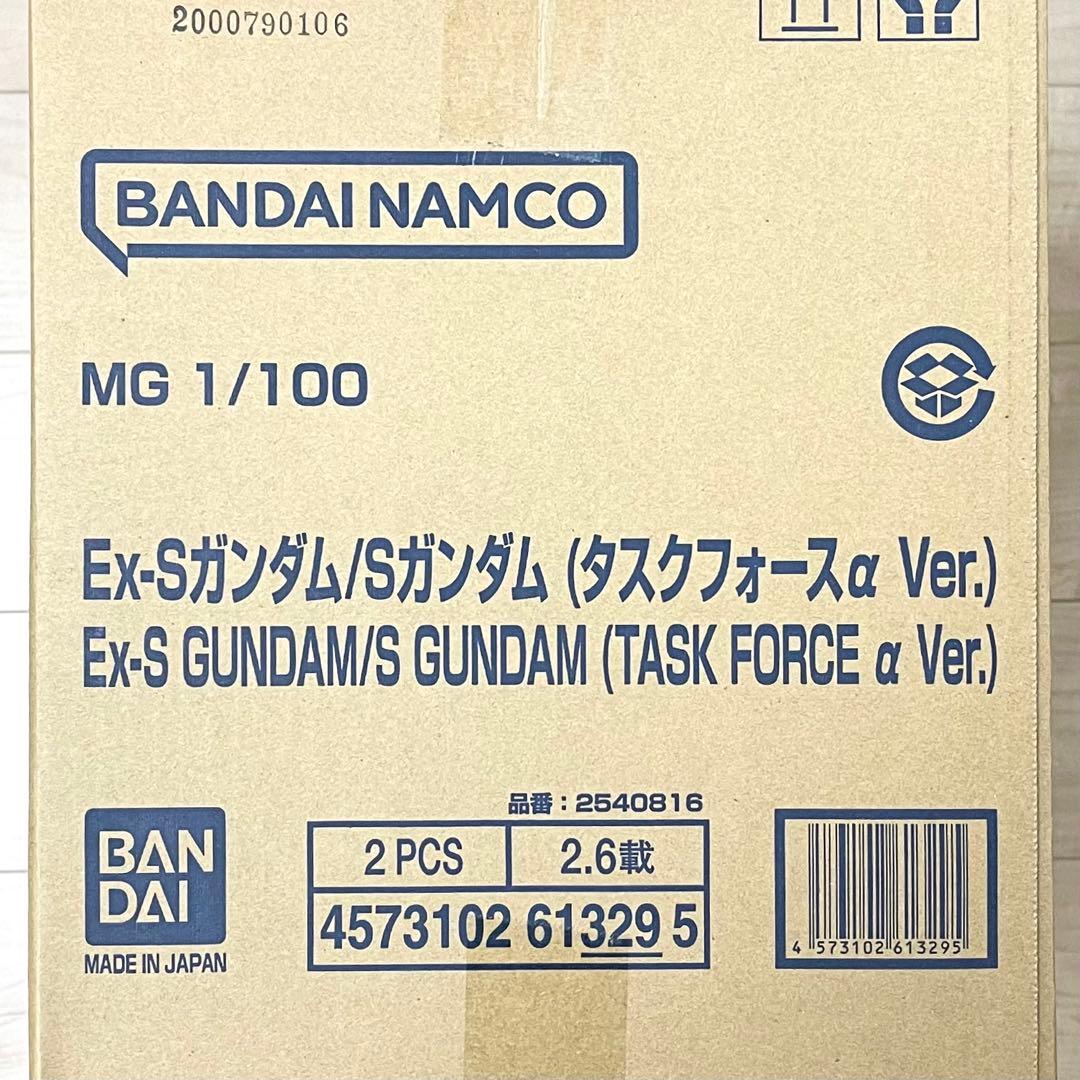 2000790106
BANDAI NAMCO
MG 1/100
Ex-Sガンダム/Sガンダム (タスクフォースα Ver.)
Ex-S GUNDAM/S GUNDAM (TASK FORCE α Ver.)
品番：2540816
2 PCS 2.6載
4573102 61329 5
BAN
DAI
MADE IN JAPAN
4 573102 613295